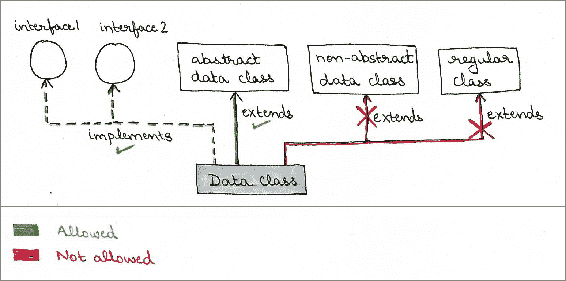 interface1
interface 2
abstract
data class
non-abstract
data class
regular
class
extends
extends
extends
implements
Data class
Allowed
Not allowed